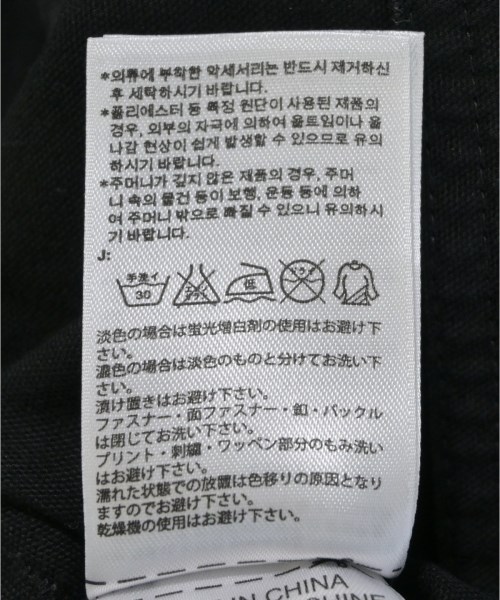 *의류에 부착한 악세서리는 반드시 제거하신
후 세탁하시기 바랍니다.
*폴리에스터 등 특정 원단이 사용된 제품의
경우, 외부의 자극에 의하여 올트임이나 올
나감 현상이 쉽게 발생할 수 있으므로 유의
하시기 바랍니다.
*주머니가 깊지 않은 제품의 경우, 주머
니 속의 물건 등이 보행, 운동 등에 의하
여 주머니 밖으로 빠질 수 있으니 유의하시
기 바랍니다.
J:
手洗イ 30 エンソサラシ 低 ドライ
淡色の場合は蛍光増白剤の使用はお避け下
さい。
濃色の場合は淡色のものと分けてお洗い下
さい。
漬け置きはお避け下さい。
ファスナー・面ファスナー・釦・バックル
は閉じてお洗い下さい。
プリント・刺繍・ワッペン部分のもみ洗い
はお避け下さい。
濡れた状態での放置は色移りの原因となり
ますのでお避け下さい。
乾燥機の使用はお避け下さい。
IN CHINA